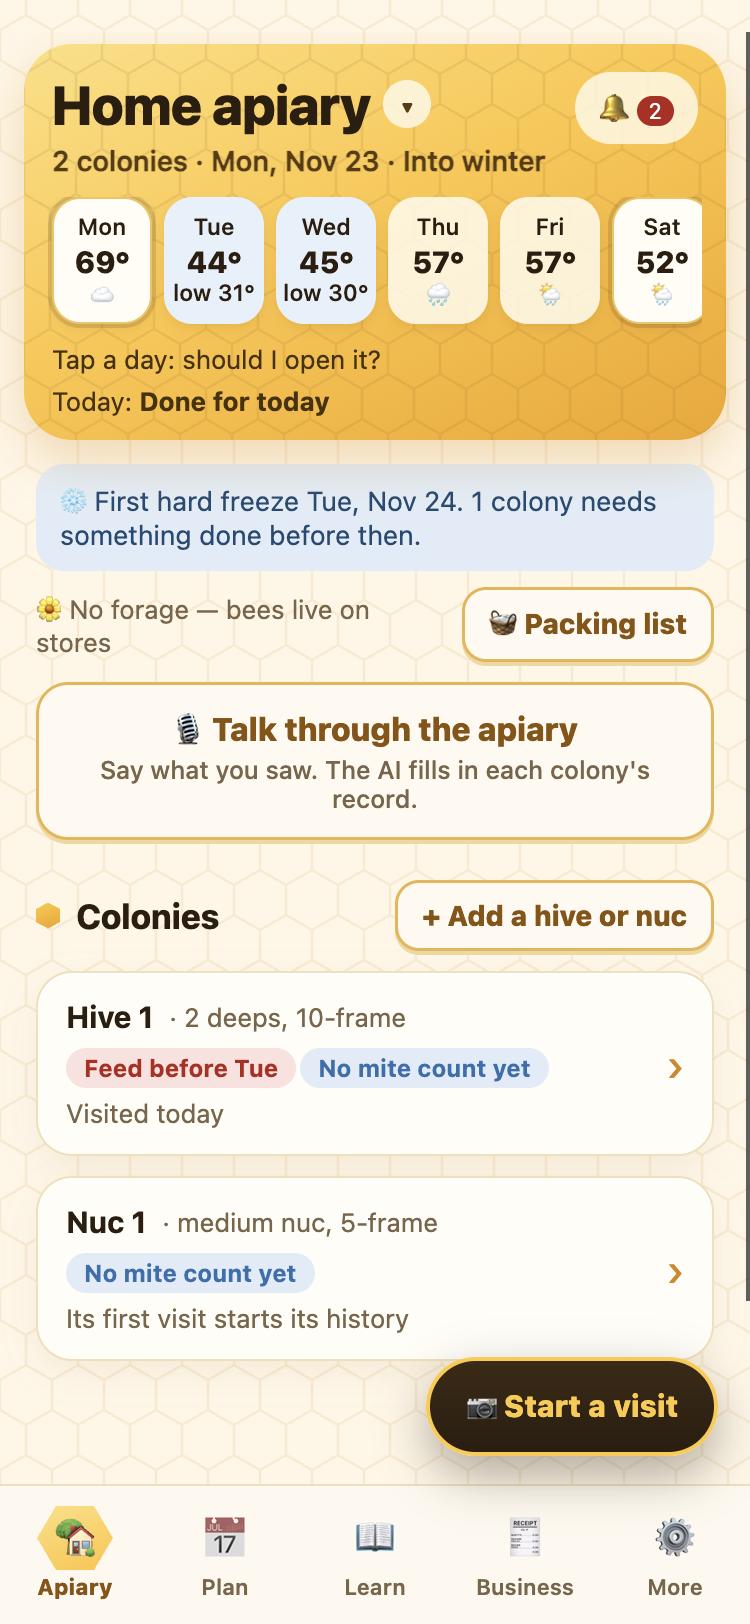 Home apiary ▾
2
2 colonies · Mon, Nov 23 · Into winter
Mon Tue Wed Thu Fri Sat
69° 44° 45° 57° 57° 52°
low 31° low 30°
Tap a day: should I open it?
Today: Done for today
First hard freeze Tue, Nov 24. 1 colony needs
something done before then.
No forage — bees live on
stores
Packing list
Talk through the apiary
Say what you saw. The AI fills in each colony's
record.
Colonies
+ Add a hive or nuc
Hive 1 · 2 deeps, 10-frame
Feed before Tue No mite count yet ›
Visited today
Nuc 1 · medium nuc, 5-frame
No mite count yet ›
Its first visit starts its history
Start a visit
JUL
17
RECEIPT
Apiary Plan Learn Business More